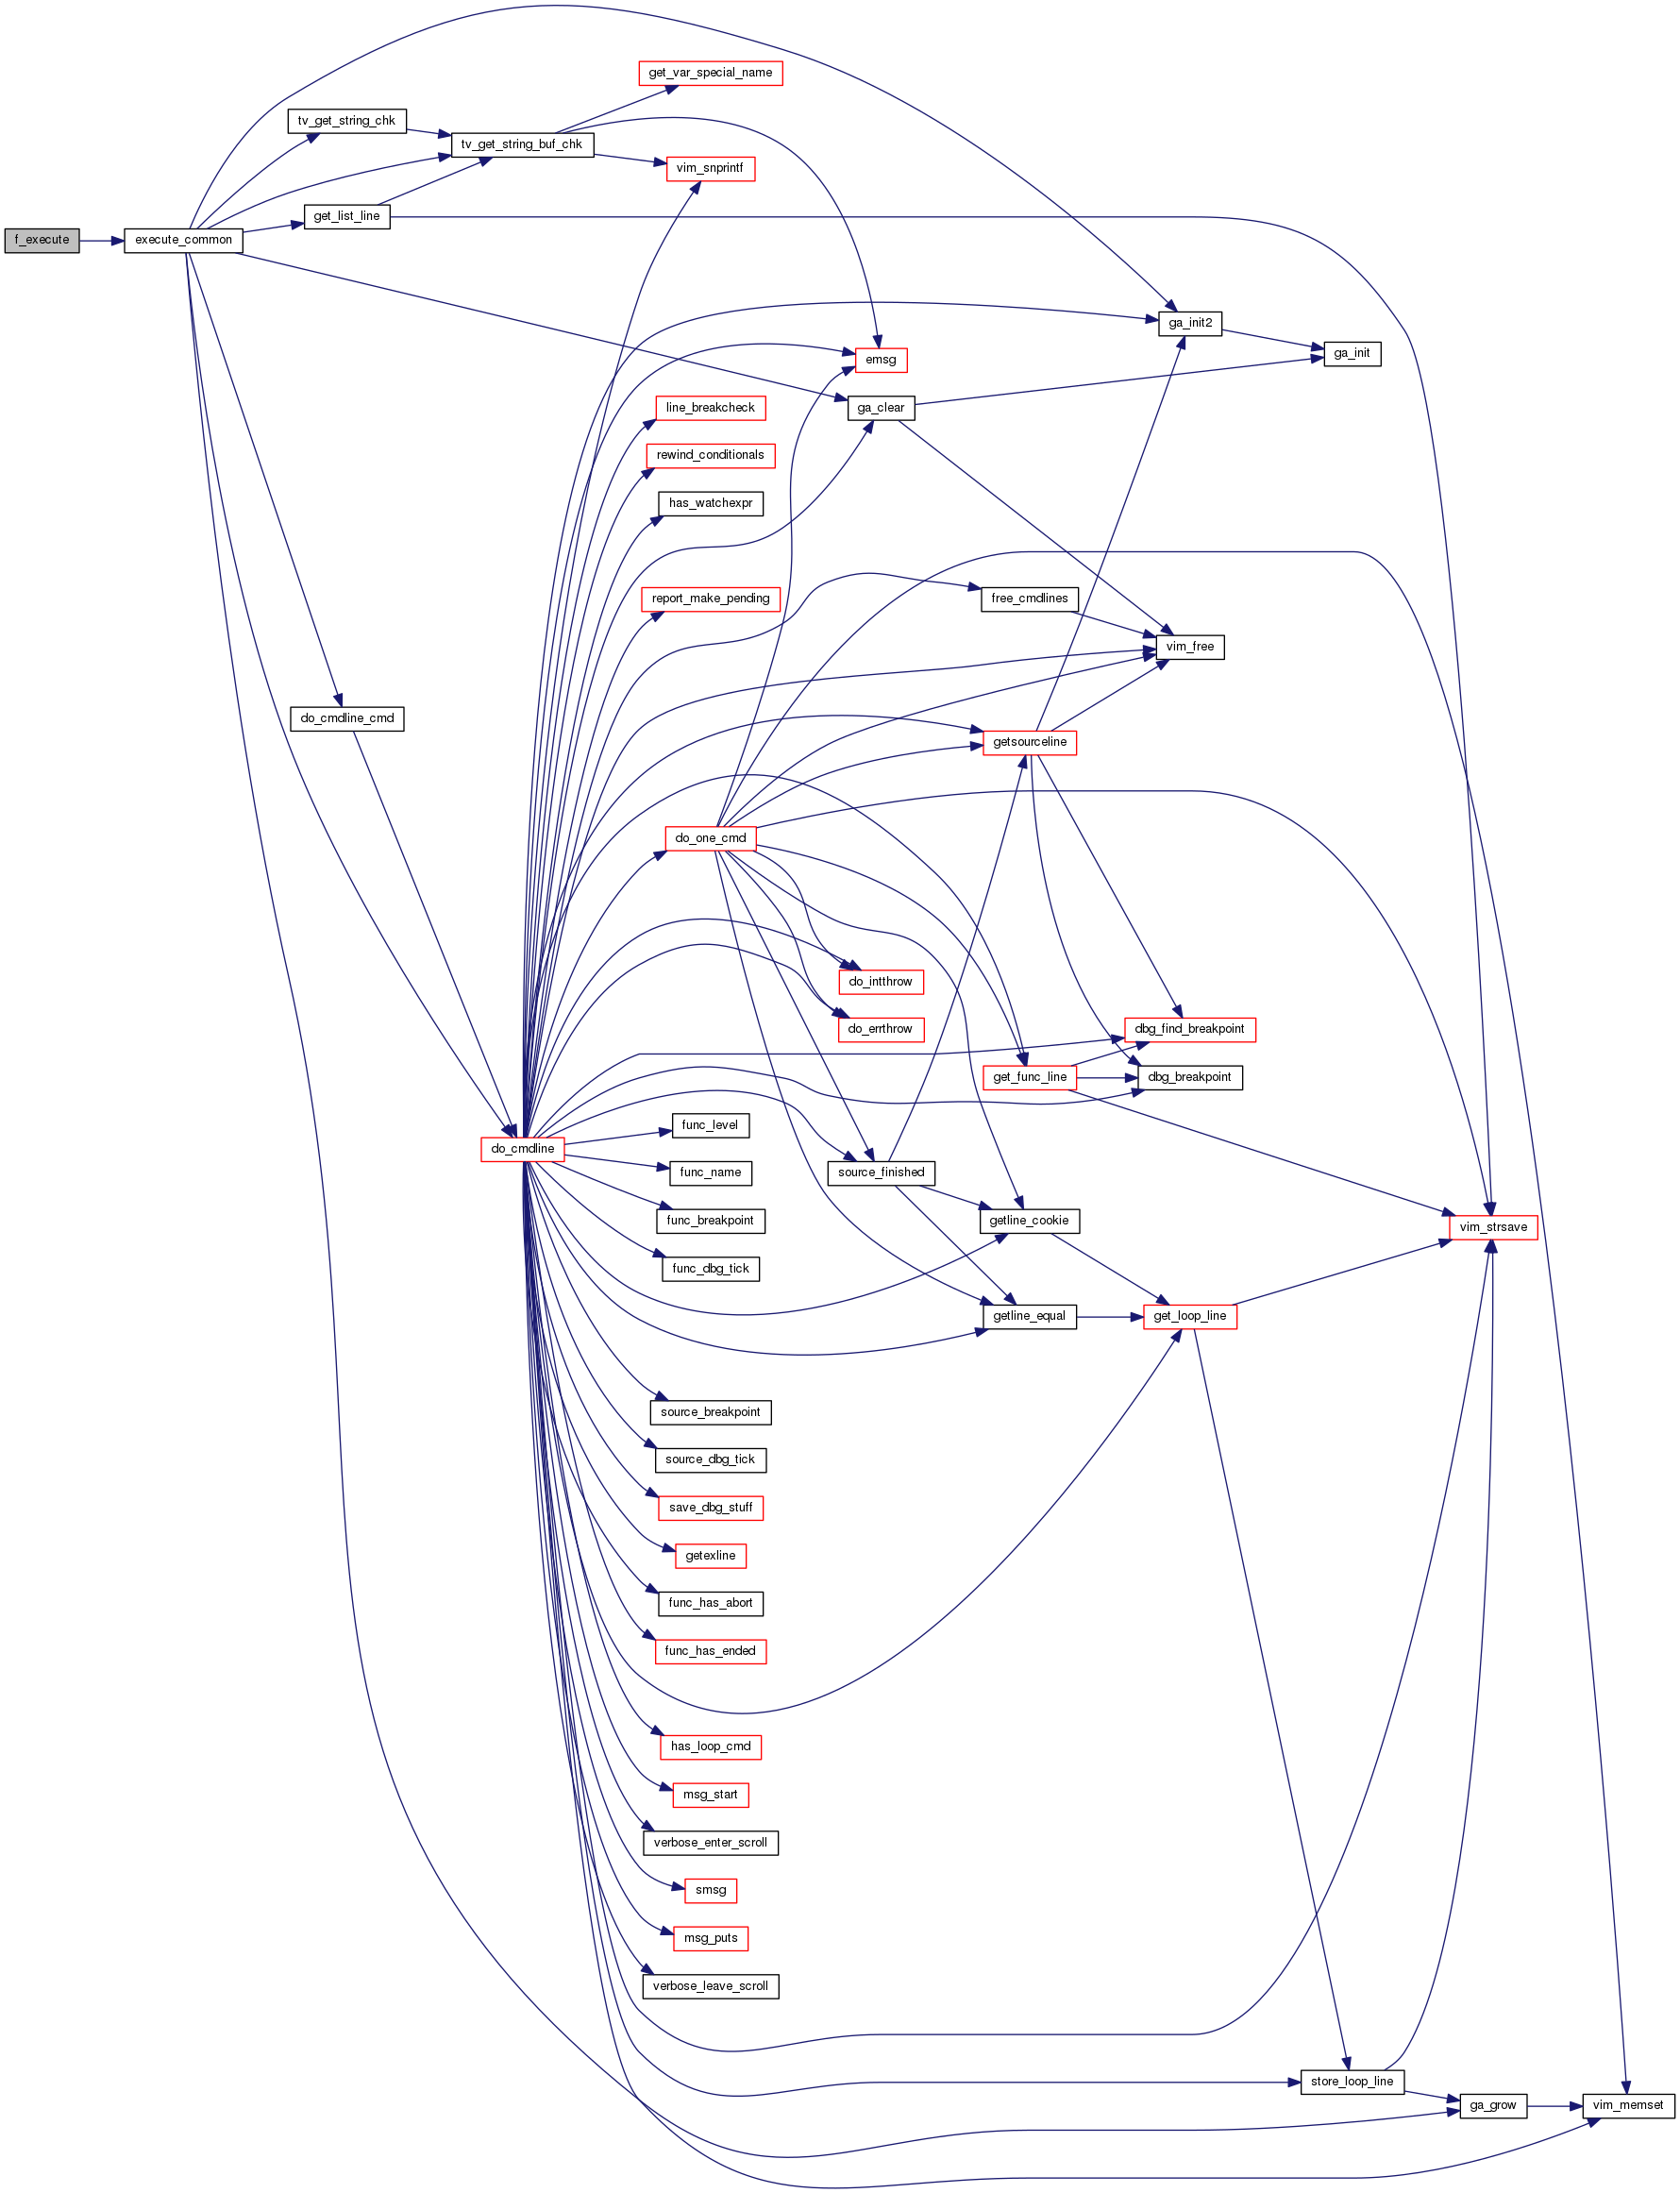 get_var_special_name
tv_get_string_chk
tv_get_string_buf_chk
vim_snprintf
get_list_line
f_execute
execute_common
ga_init2
ga_init
emsg
line_breakcheck
ga_clear
rewind_conditionals
has_watchexpr
report_make_pending
free_cmdlines
vim_free
do_cmdline_cmd
getsourceline
do_one_cmd
do_intthrow
do_errthrow
dbg_find_breakpoint
get_func_line
dbg_breakpoint
func_level
do_cmdline
func_name
source_finished
func_breakpoint
getline_cookie
vim_strsave
func_dbg_tick
getline_equal
get_loop_line
source_breakpoint
source_dbg_tick
save_dbg_stuff
getexline
func_has_abort
func_has_ended
has_loop_cmd
msg_start
verbose_enter_scroll
smsg
msg_puts
verbose_leave_scroll
store_loop_line
ga_grow
vim_memset